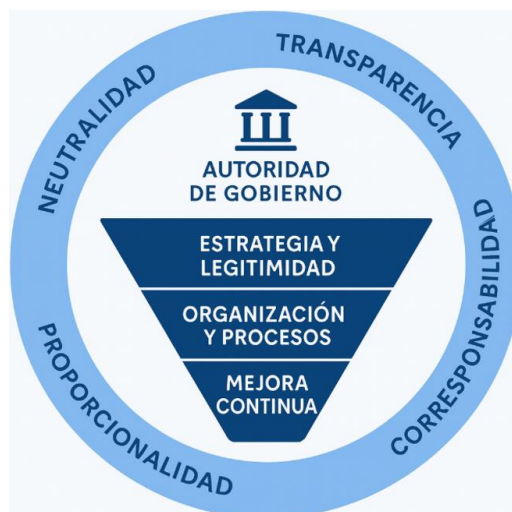 NEUTRALIDAD
TRANSPARENCIA
AUTORIDAD
DE GOBIERNO
ESTRATEGIA Y
LEGITIMIDAD
ORGANIZACIÓN
Y PROCESOS
MEJORA
CONTINUA
PROPORCIONALIDAD
CORRESPONSABILIDAD